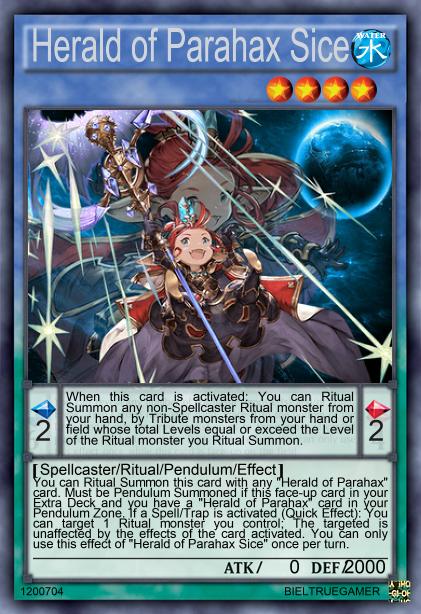 Herald of Parahax Sice
WATER
水
When this card is activated: You can Ritual
Summon any non-Spellcaster Ritual monster from
your hand, by Tribute monsters from your hand or
field whose total Levels equal or exceed the Level
of the Ritual monster you Ritual Summon.
2
2
[Spellcaster/Ritual/Pendulum/Effect]
You can Ritual Summon this card with any "Herald of Parahax"
card. Must be Pendulum Summoned if this face-up card in your
Extra Deck and you have a "Herald of Parahax" card in your
Pendulum Zone. If a Spell/Trap is activated (Quick Effect): You
can target 1 Ritual monster you control; The targeted is
unaffected by the effects of the card activated. You can only
use this effect of "Herald of Parahax Sice" once per turn.
ATK/ 0 DEF/2000
1200704 BIELTRUEGAMER